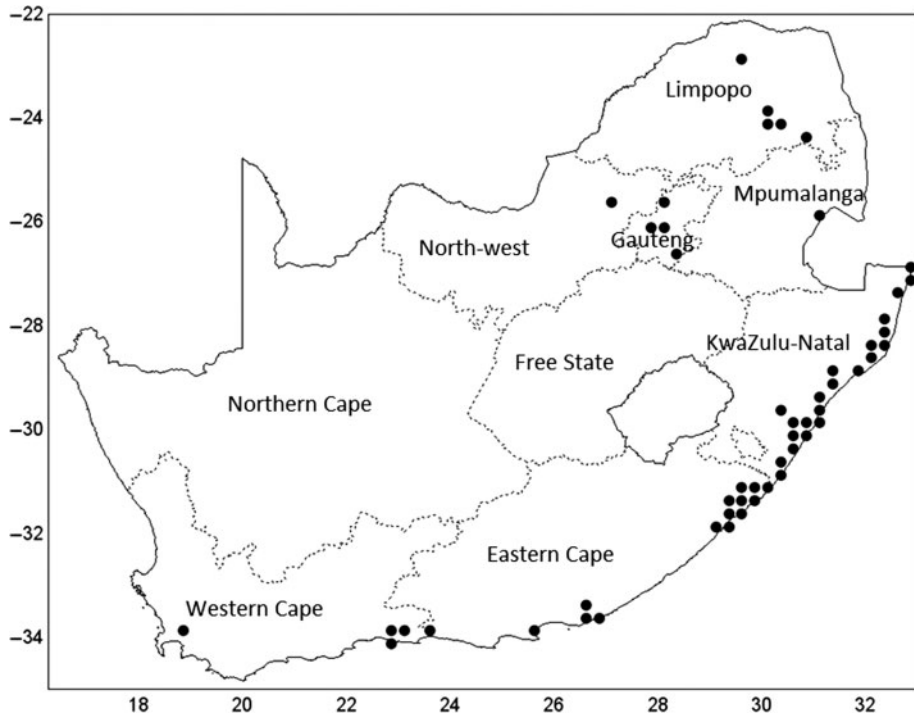 −22
Limpopo
−24
Mpumalanga
−26
North-west
Gauteng
−28
KwaZulu-Natal
Free State
Northern Cape
−30
−32
Eastern Cape
Western Cape
−34
18 20 22 24 26 28 30 32